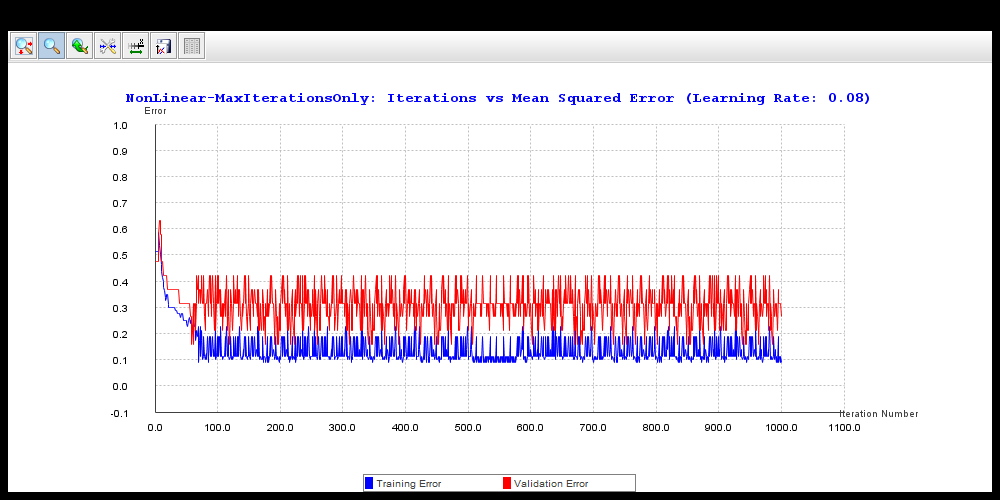 NonLinear-MaxIterationsOnly: Iterations vs Mean Squared Error (Learning Rate: 0.08)
Error
1.0
0.9
0.8
0.7
0.6
0.5
0.4
0.3
0.2
0.1
0.0
-0.1
Iteration Number
0.0 100.0 200.0 300.0 400.0 500.0 600.0 700.0 800.0 900.0 1000.0 1100.0
Training Error Validation Error